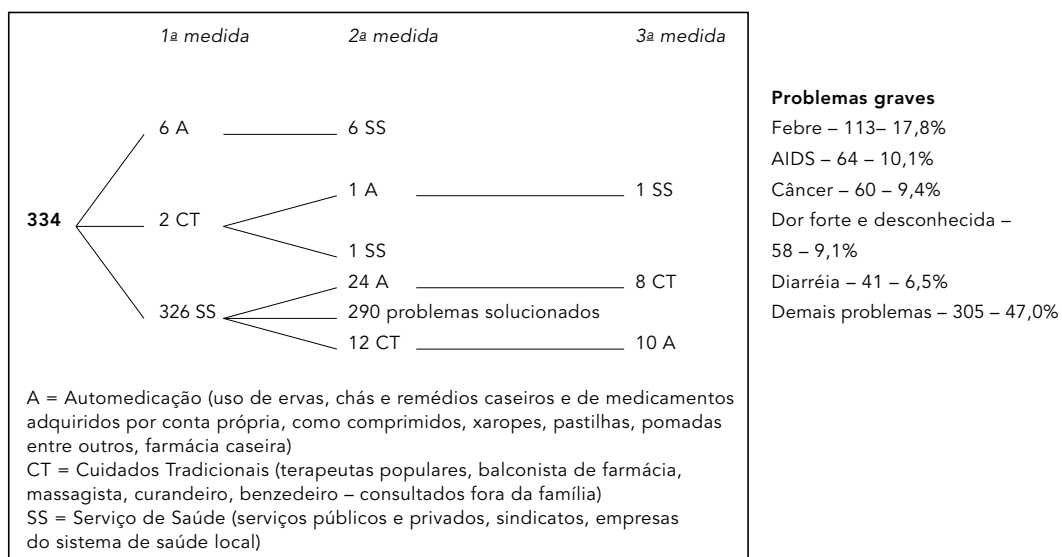 1ª medida 2ª medida 3ª medida
6 A 6 SS
1 A 1 SS
334 2 CT
1 SS
24 A 8 CT
326 SS 290 problemas solucionados
12 CT 10 A
A = Automedicação (uso de ervas, chás e remédios caseiros e de medicamentos
adquiridos por conta própria, como comprimidos, xaropes, pastilhas, pomadas
entre outros, farmácia caseira)
CT = Cuidados Tradicionais (terapeutas populares, balconista de farmácia,
massagista, curandeiro, benzedeiro – consultados fora da família)
SS = Serviço de Saúde (serviços públicos e privados, sindicatos, empresas
do sistema de saúde local)
Problemas graves
Febre – 113– 17,8%
AIDS – 64 – 10,1%
Câncer – 60 – 9,4%
Dor forte e desconhecida –
58 – 9,1%
Diarréia – 41 – 6,5%
Demais problemas – 305 – 47,0%